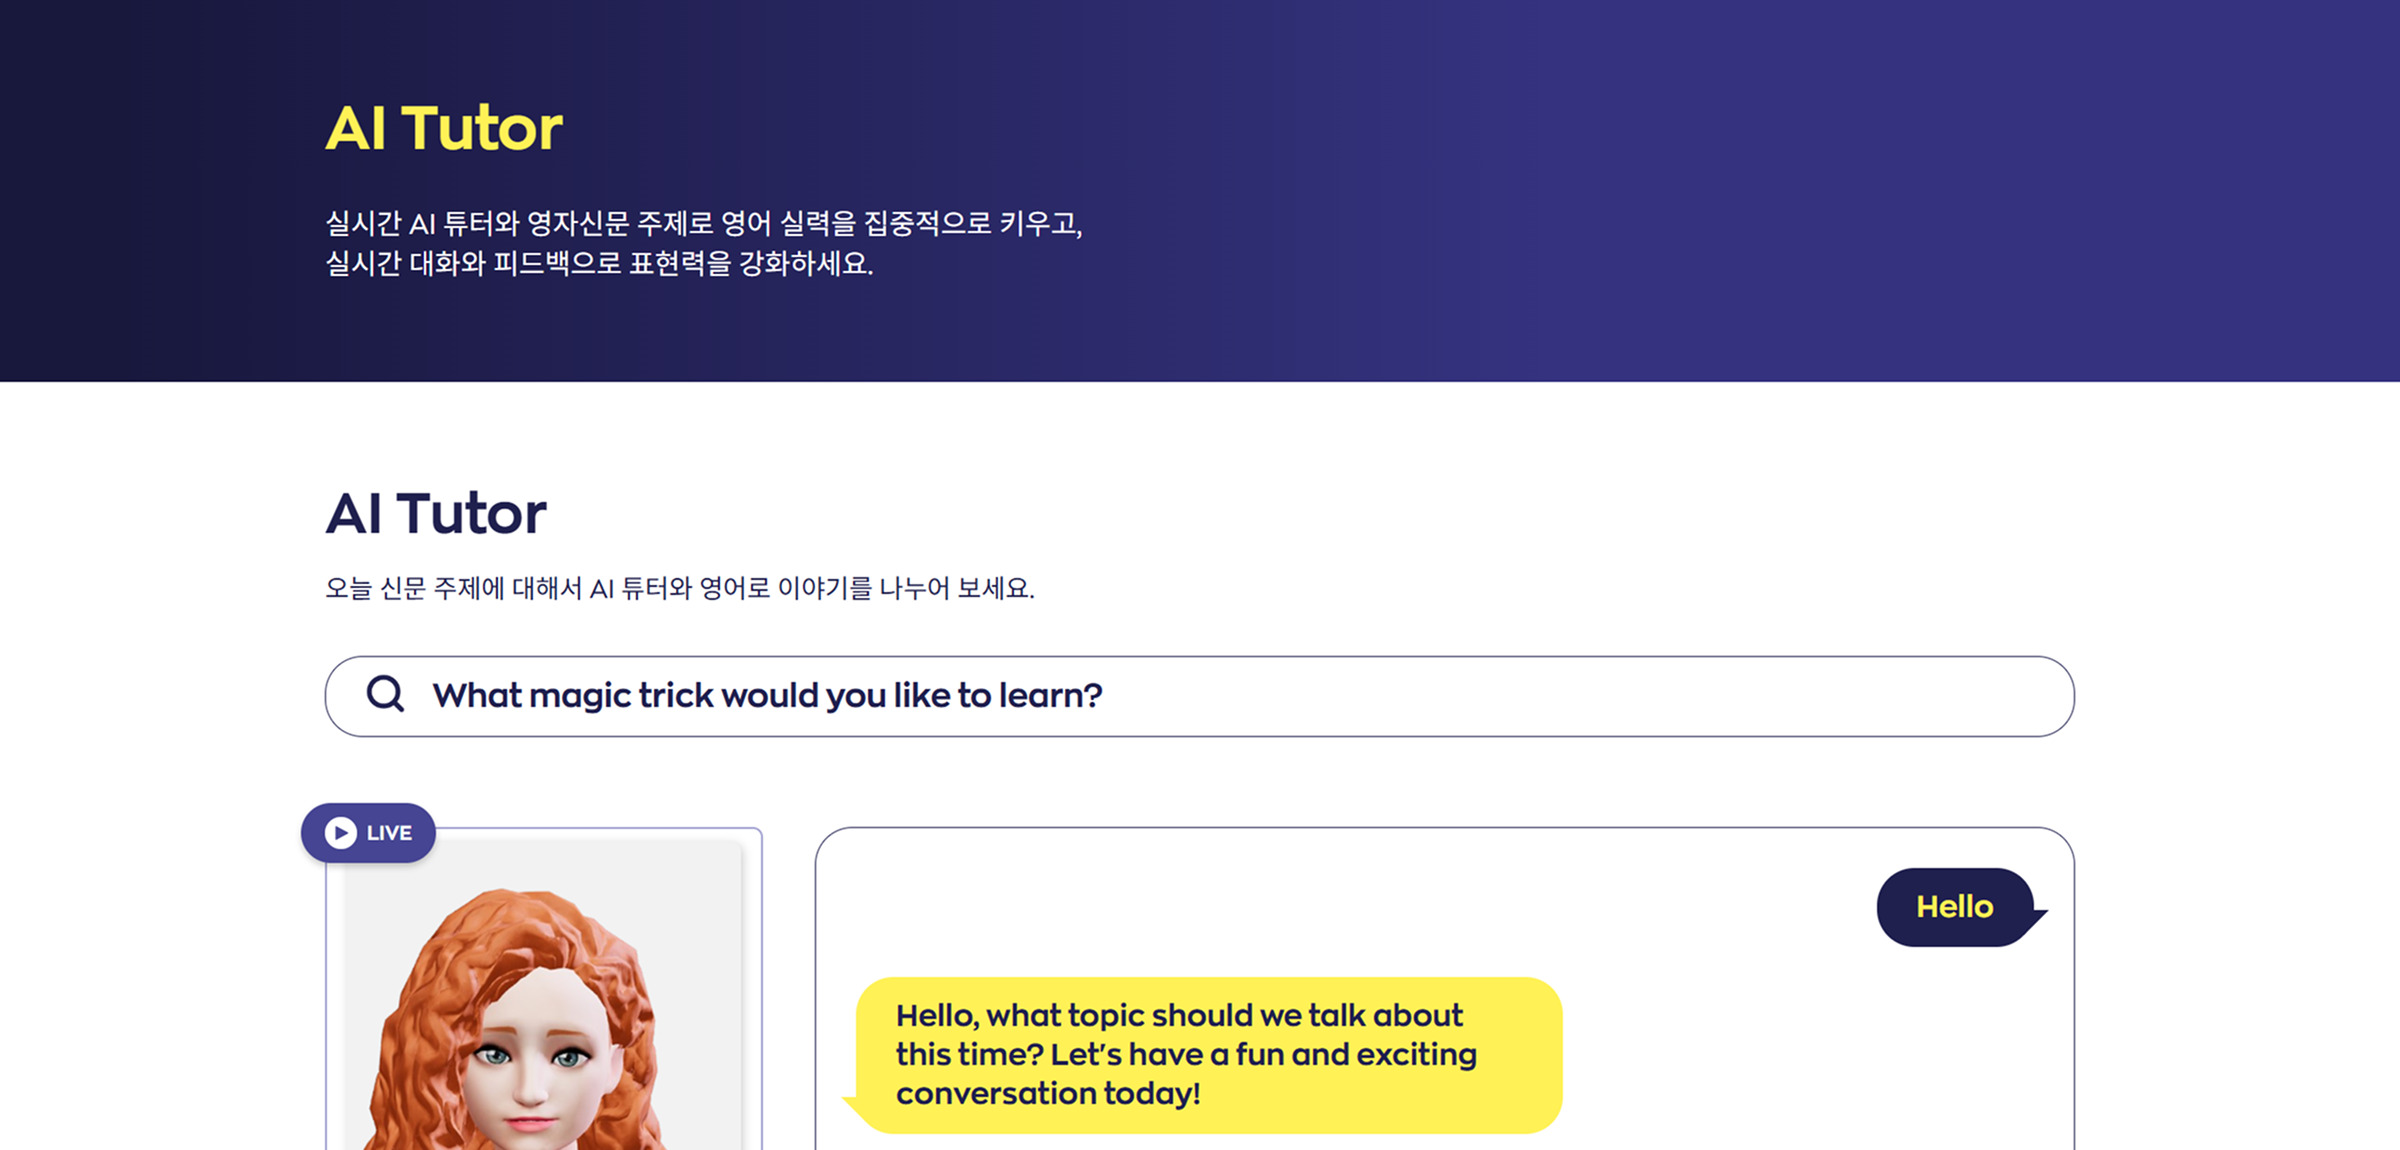 AI Tutor
실시간 AI 튜터와 영자신문 주제로 영어 실력을 집중적으로 키우고,
실시간 대화와 피드백으로 표현력을 강화하세요.
AI Tutor
오늘 신문 주제에 대해서 AI 튜터와 영어로 이야기를 나누어 보세요.
What magic trick would you like to learn?
LIVE
Hello
Hello, what topic should we talk about
this time? Let's have a fun and exciting
conversation today!